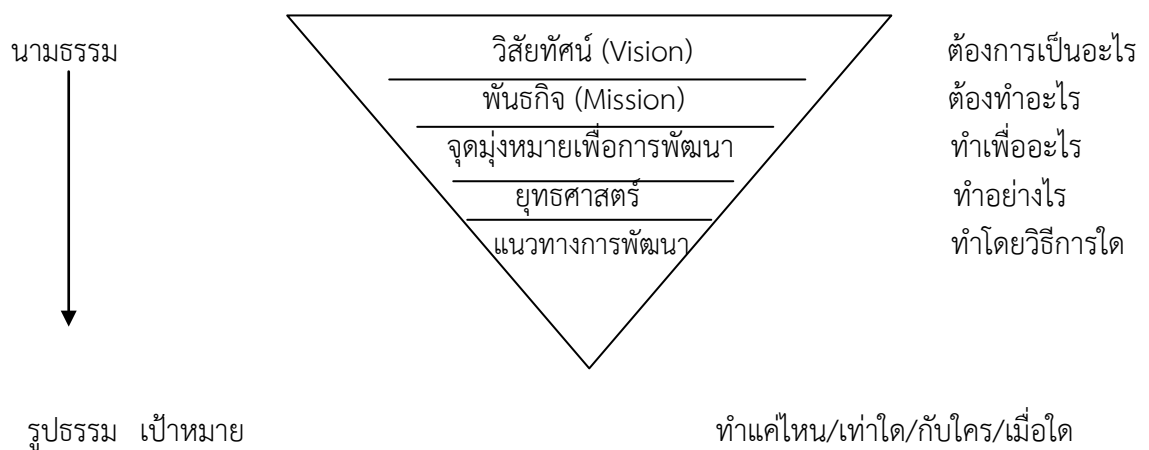 นามธรรม วิสัยทัศน์ (Vision) ต้องการเป็นอะไร
พันธกิจ (Mission) ต้องทำอะไร
จุดมุ่งหมายเพื่อการพัฒนา ทำเพื่ออะไร
ยุทธศาสตร์ ทำอย่างไร
แนวทางการพัฒนา ทำโดยวิธีการใด
รูปธรรม เป้าหมาย ทำแค่ไหน/เท่าใด/กับใคร/เมื่อใด